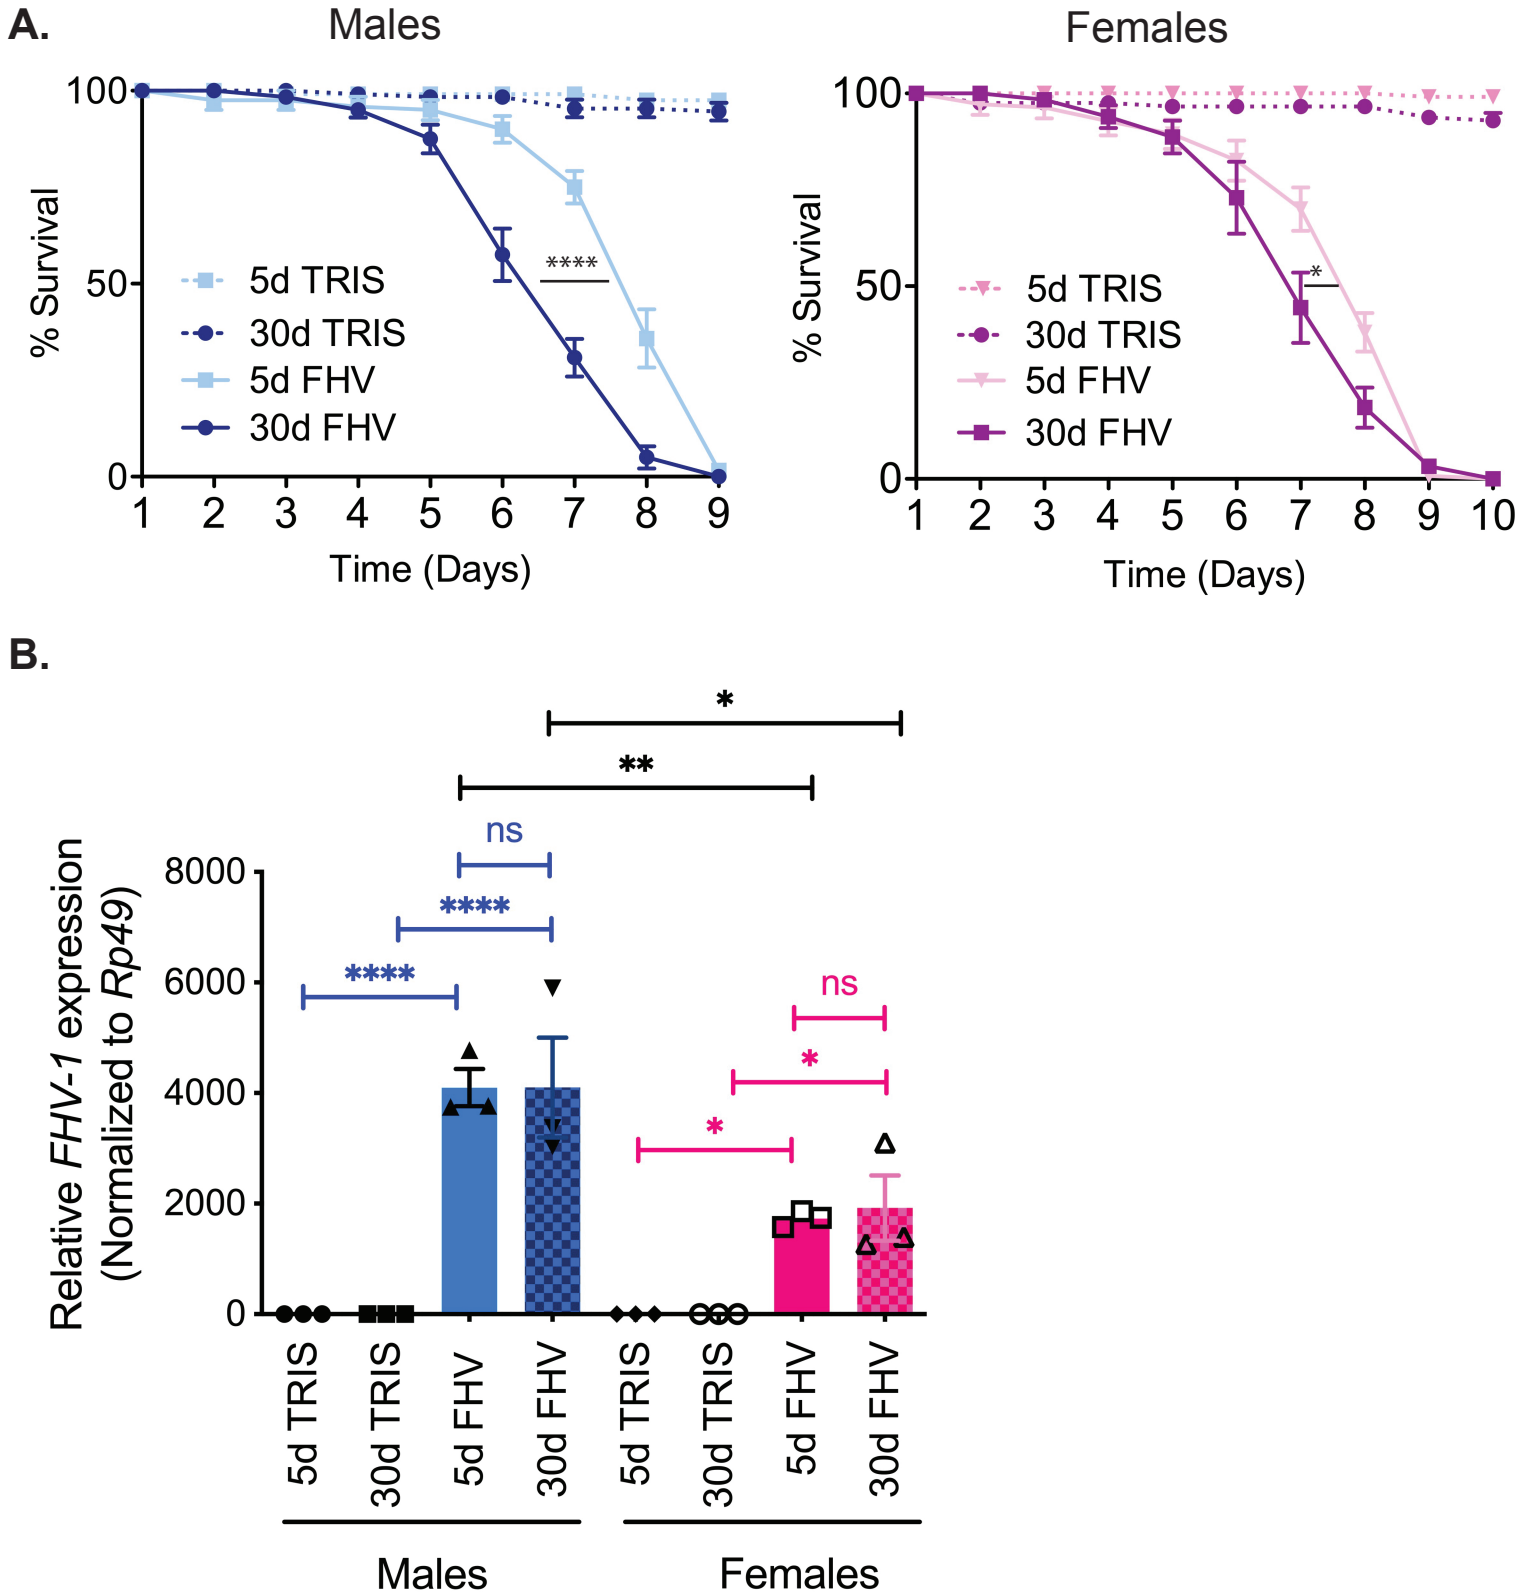 A.
Males
Females
100
50
0
% Survival
5d TRIS
30d TRIS
5d FHV
30d FHV
****
1 2 3 4 5 6 7 8 9
Time (Days)
100
50
0
% Survival
5d TRIS
30d TRIS
5d FHV
30d FHV
*
1 2 3 4 5 6 7 8 9 10
Time (Days)
B.
*
**
ns
****
****
ns
*
*
Relative FHV-1 expression
(Normalized to Rp49)
8000
6000
4000
2000
0
5d TRIS
30d TRIS
5d FHV
30d FHV
5d TRIS
30d TRIS
5d FHV
30d FHV
Males
Females